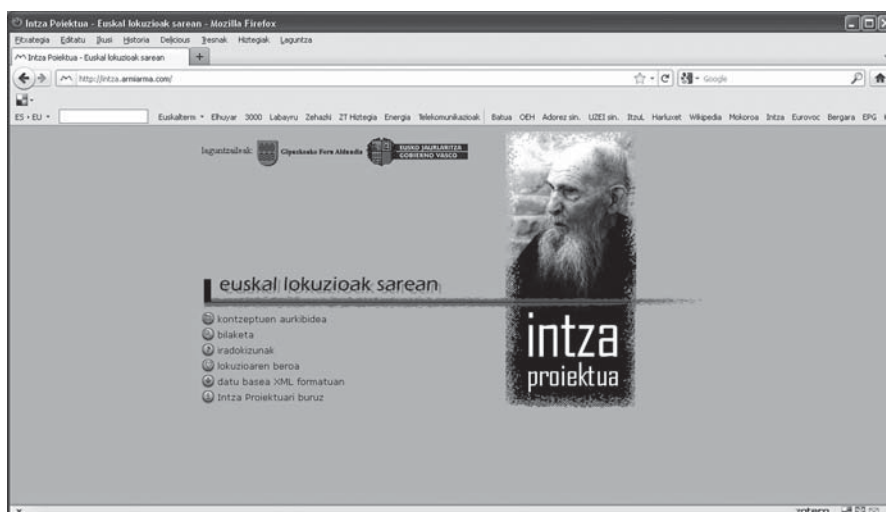 Intza Poiektua - Euskal lokuzioak sarean - Mozilla Firefox
Fitxategia Editatu Ikusi Historia Delicious Tresnak Hiztegiak Laguntza
Intza Poiektua - Euskal lokuzioak sarean
http://intza.armiarma.com/
Google
ES • EU
Euskalterm Elhuyar 3000 Labayru Zehazki ZT Hiztegia Energia Telekomunikazioak Batua OEH Adorez sin. UZEI sin. ItzuL Harluxet Wikipedia Mokoroa Intza Eurovoc Bergara EPG
laguntzaileak: Gipuzkoako Foru Aldundia EUSKO JAURLARITZA
GOBIERNO VASCO
euskal lokuzioak sarean
kontzeptuen aurkibidea
bilaketa
iradokizunak
lokuzioaren beroa
datu basea XML formatuan
Intza Proiektuari buruz
intza
proiektua
x
zotero